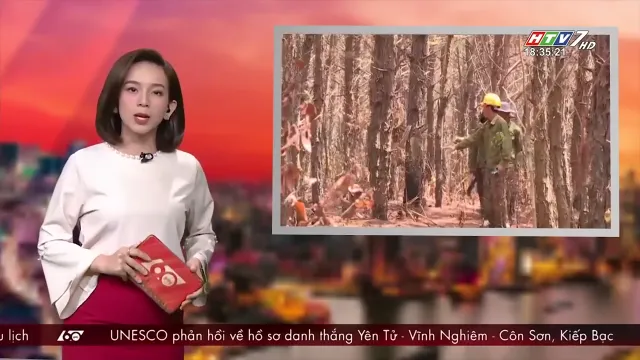 HTV7 HD
18:35:21
ụ lịch
60
UNESCO phản hồi về hồ sơ danh thắng Yên Tử - Vĩnh Nghiêm - Côn Sơn, Kiếp Bạc